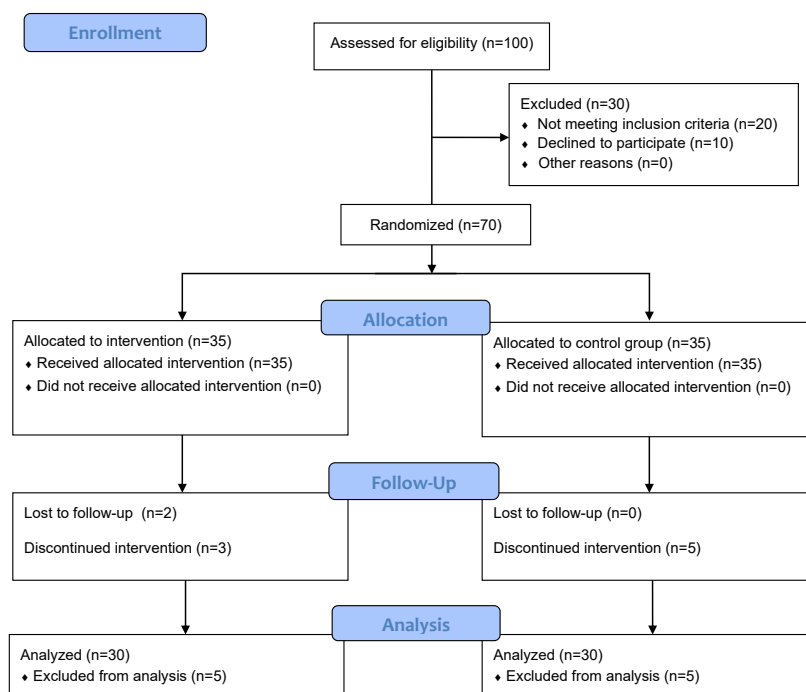 Enrollment
Assessed for eligibility (n=100)
Excluded (n=30)
♦ Not meeting inclusion criteria (n=20)
♦ Declined to participate (n=10)
♦ Other reasons (n=0)
Randomized (n=70)
Allocation
Allocated to intervention (n=35)
♦ Received allocated intervention (n=35)
♦ Did not receive allocated intervention (n=0)
Allocated to control group (n=35)
♦ Received allocated intervention (n=35)
♦ Did not receive allocated intervention (n=0)
Follow-Up
Lost to follow-up (n=2)
Discontinued intervention (n=3)
Lost to follow-up (n=0)
Discontinued intervention (n=5)
Analysis
Analyzed (n=30)
♦ Excluded from analysis (n=5)
Analyzed (n=30)
♦ Excluded from analysis (n=5)